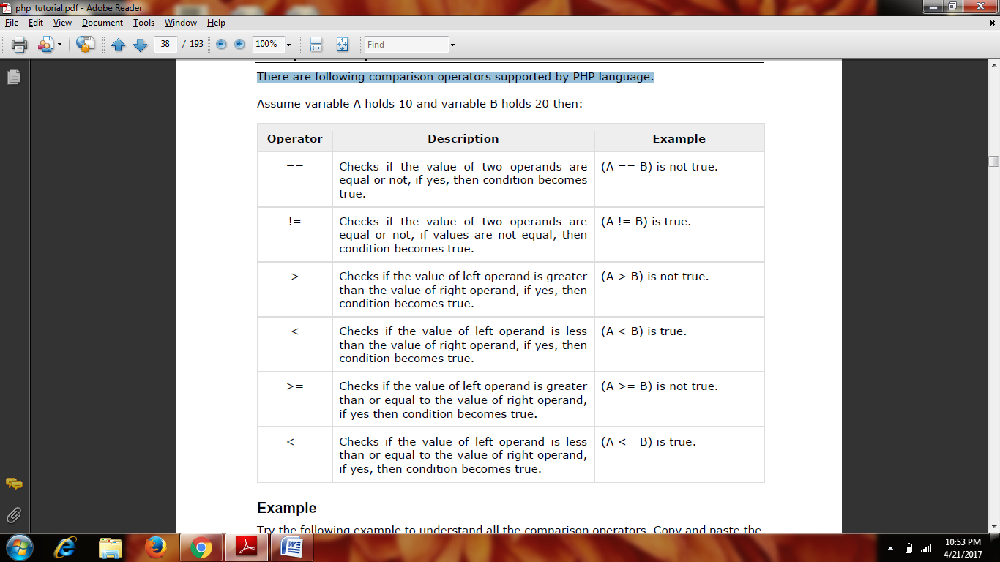 php_tutorial.pdf - Adobe Reader
File Edit View Document Tools Window Help
38 / 193 100% Find
There are following comparison operators supported by PHP language.
Assume variable A holds 10 and variable B holds 20 then:
Operator Description Example
== Checks if the value of two operands are (A == B) is not true.
equal or not, if yes, then condition becomes
true.
!= Checks if the value of two operands are (A != B) is true.
equal or not, if values are not equal, then
condition becomes true.
> Checks if the value of left operand is greater (A > B) is not true.
than the value of right operand, if yes, then
condition becomes true.
< Checks if the value of left operand is less (A < B) is true.
than the value of right operand, if yes, then
condition becomes true.
>= Checks if the value of left operand is greater (A >= B) is not true.
than or equal to the value of right operand,
if yes then condition becomes true.
<= Checks if the value of left operand is less (A <= B) is true.
than or equal to the value of right operand,
if yes, then condition becomes true.
Example
Try the following example to understand all the comparison operators. Copy and paste the
10:53 PM
4/21/2017